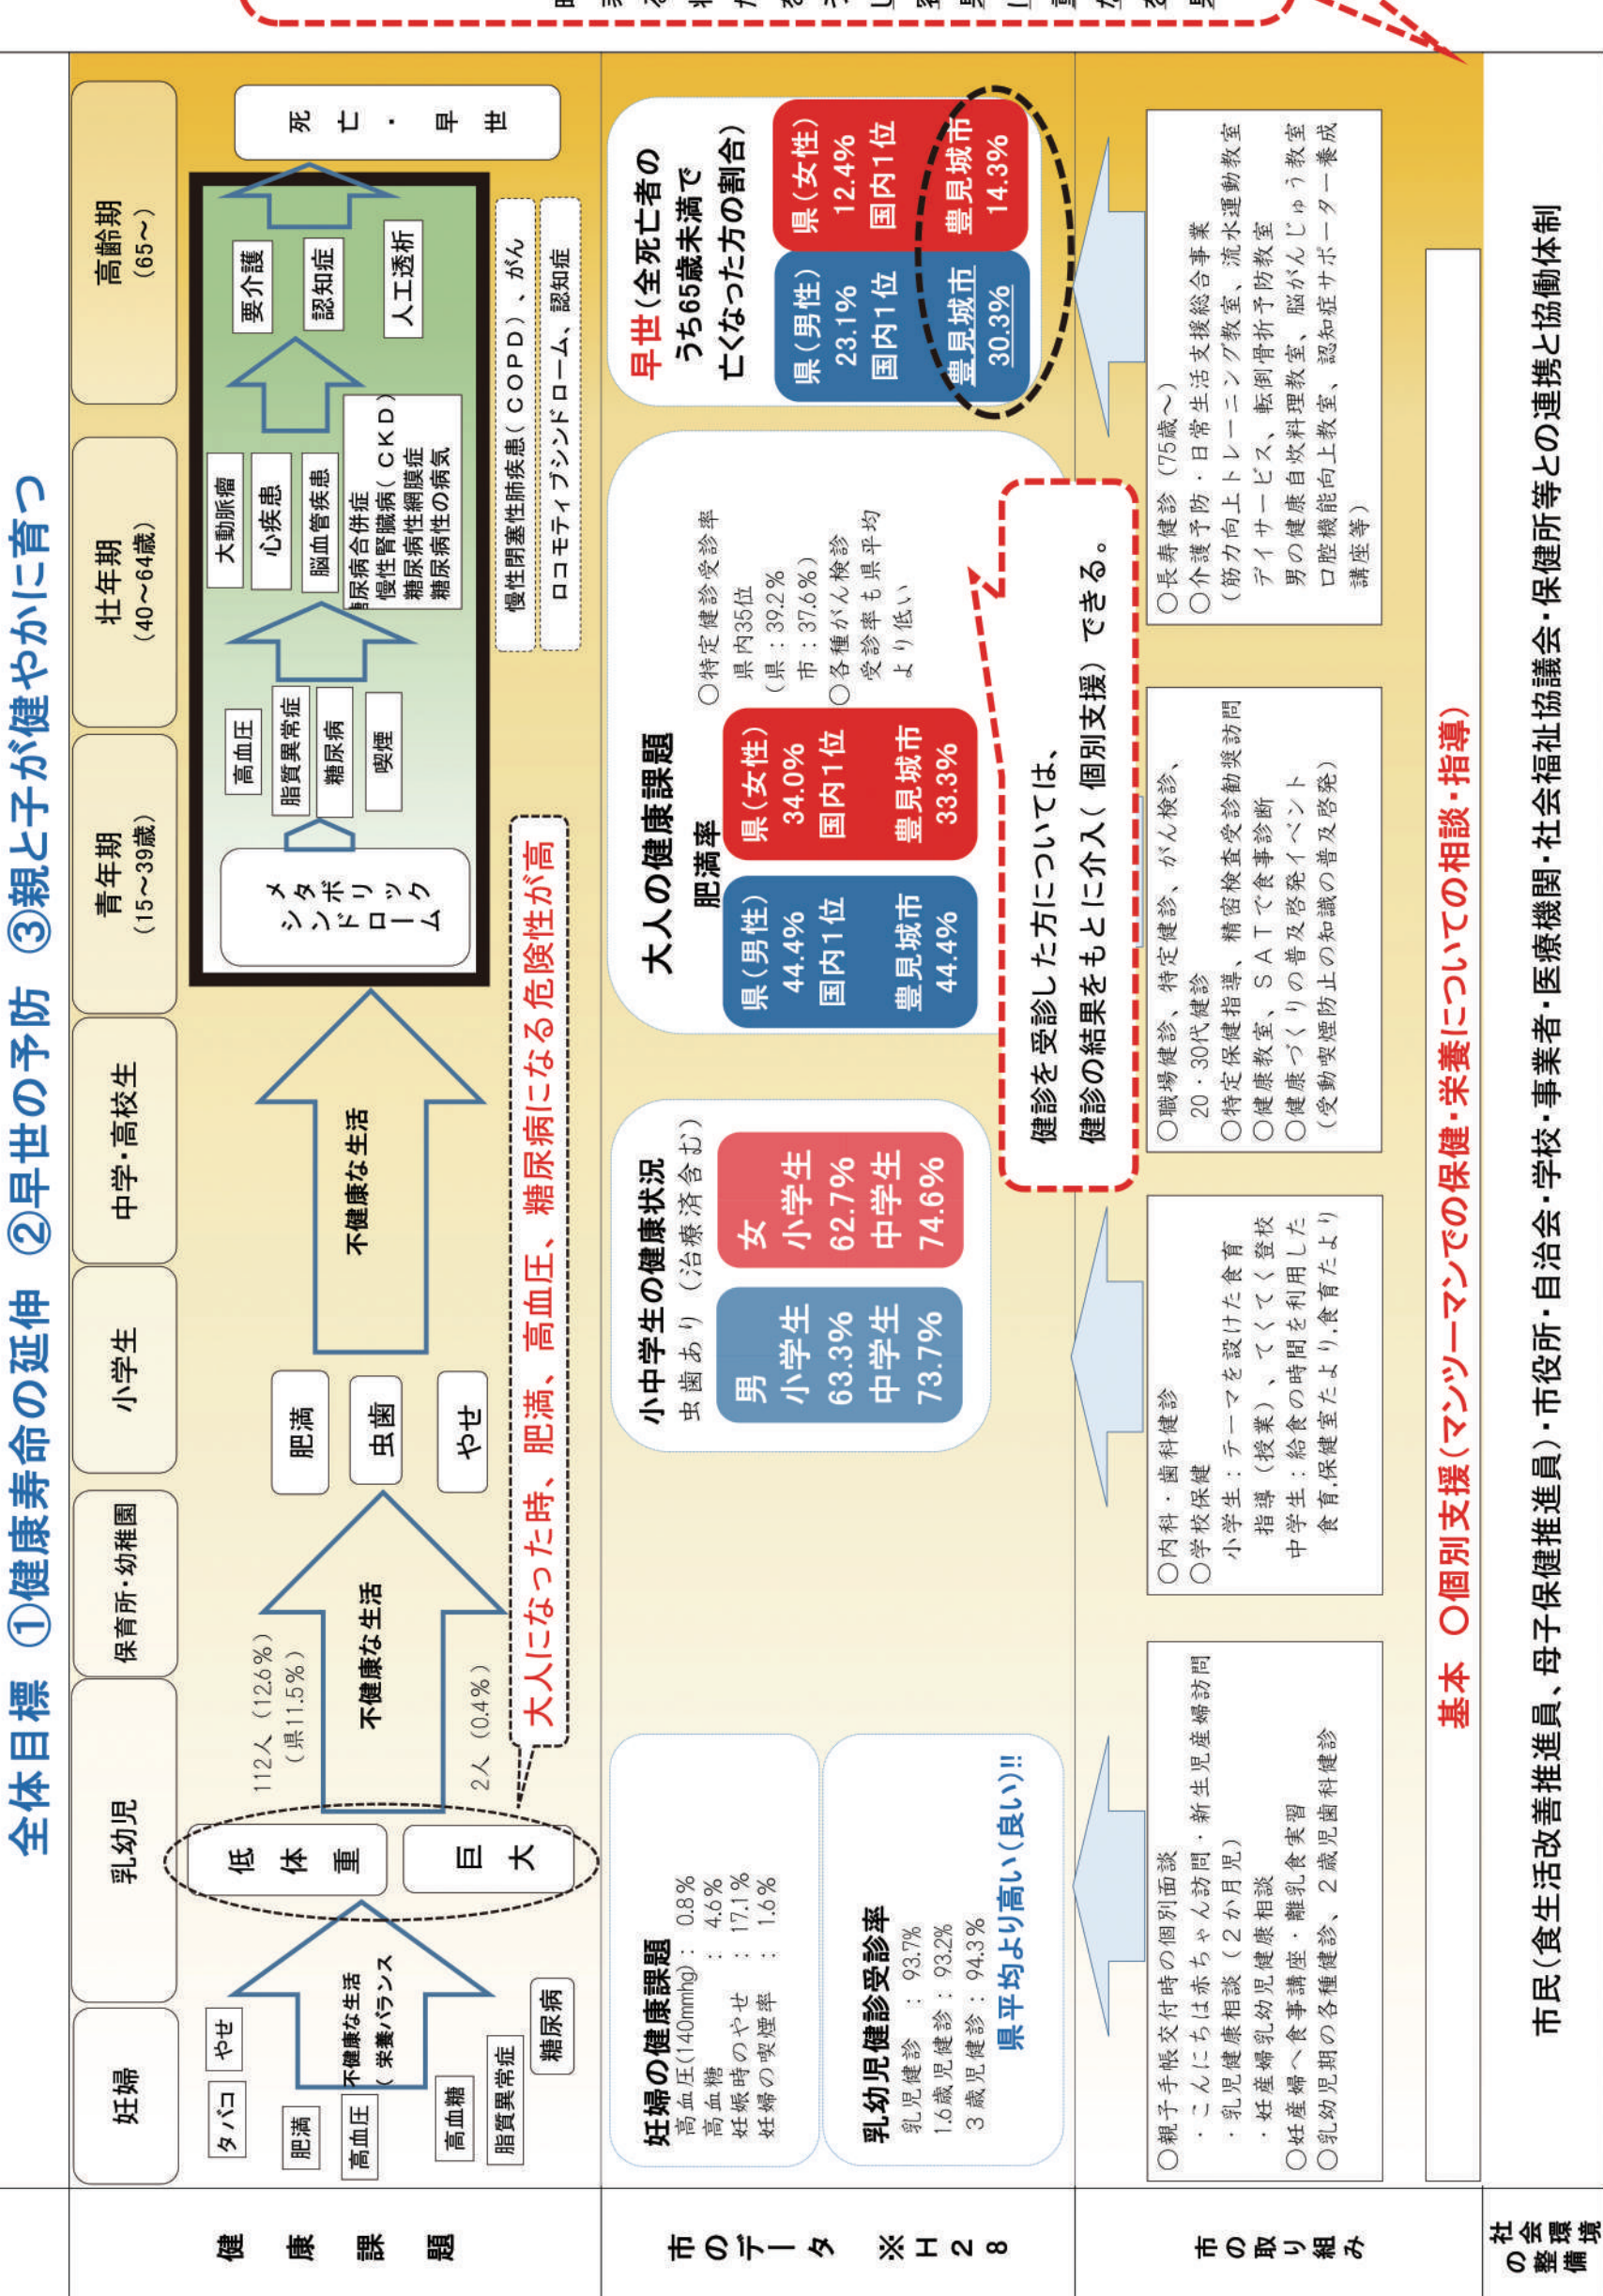 全体目標　①健康寿命の延伸　②早世の予防　③親と子が健やかに育つ
健康課題
妊婦
乳幼児
保育所・幼稚園
小学生
中学・高校生
青年期
(15～39歳)
壮年期
(40～64歳)
高齢期
(65～)
タバコ
やせ
肥満
高血圧
高血糖
脂質異常症
糖尿病
不健康な生活
(栄養バランス
低体重
巨大
112人（12.6%）
（県11.5%）
2人（0.4%）
不健康な生活
肥満
虫歯
やせ
不健康な生活
メタボリック
シンドローム
高血圧
脂質異常症
糖尿病
喫煙
大動脈瘤
心疾患
脳血管疾患
糖尿病合併症
慢性腎臓病(CKD)
糖尿病性網膜症
糖尿病性の病気
要介護
認知症
人工透析
死亡・早世
慢性閉塞性肺疾患(COPD)、がん
ロコモティブシンドローム、認知症
大人になった時、肥満、高血圧、糖尿病になる危険性が高
市のデータ　※H28
妊婦の健康課題
高血圧(140mmhg)：0.8%
高血糖　：4.6%
妊娠時のやせ　：17.1%
妊婦の喫煙率　：1.6%
乳幼児健診受診率
乳児健診　：93.7%
1.6歳児健診：93.2%
３歳児健診：94.3%
県平均より高い(良い)!!
小中学生の健康状況
虫歯あり（治療済含む）
男
小学生
63.3%
中学生
73.7%
女
小学生
62.7%
中学生
74.6%
大人の健康課題
肥満率
県(男性)
44.4%
国内1位
豊見城市
44.4%
県(女性)
34.0%
国内1位
豊見城市
33.3%
○特定健診受診率
県内35位
(県：39.2%
市：37.6%)
○各種がん検診
受診率も県平均
より低い
早世(全死亡者の
うち65歳未満で
亡くなった方の割合)
県(男性)
23.1%
国内1位
豊見城市
30.3%
県(女性)
12.4%
国内1位
豊見城市
14.3%
健診を受診した方については、
健診の結果をもとに介入(個別支援)できる。
市の取り組み
○親子手帳交付時の個別面談
・こんにちは赤ちゃん訪問・新生児産婦訪問
・乳児健康相談（２か月児）
・妊産婦乳幼児健康相談
○妊産婦へ食事講座・離乳食実習
○乳幼児期の各種健診、２歳児歯科健診
○内科・歯科健診
○学校保健
小学生：テーマを設けた食育
指導（授業）、てくてく登校
中学生：給食の時間を利用した
食育,保健室たより,食育たより
○職場健診、特定健診、がん検診、
20・30代健診
○特定保健指導、精密検査受診勧奨訪問
○健康教室、ＳＡＴで食事診断
○健康づくりの普及啓発イベント
（受動喫煙防止の知識の普及啓発）
○長寿健診（75歳～）
○介護予防・日常生活支援総合事業
（筋力向上トレーニング教室、流水運動教室
デイサービス、転倒骨折予防教室
男の健康自炊料理教室、脳がんじゅう教室
口腔機能向上教室、認知症サポーター養成
講座等）
基本　○個別支援(マンツーマンでの保健・栄養についての相談・指導)
社会環境の整備
市民(食生活改善推進員、母子保健推進員)・市役所・自治会・学校・事業者・医療機関・社会福祉協議会・保健所等との連携と協働体制